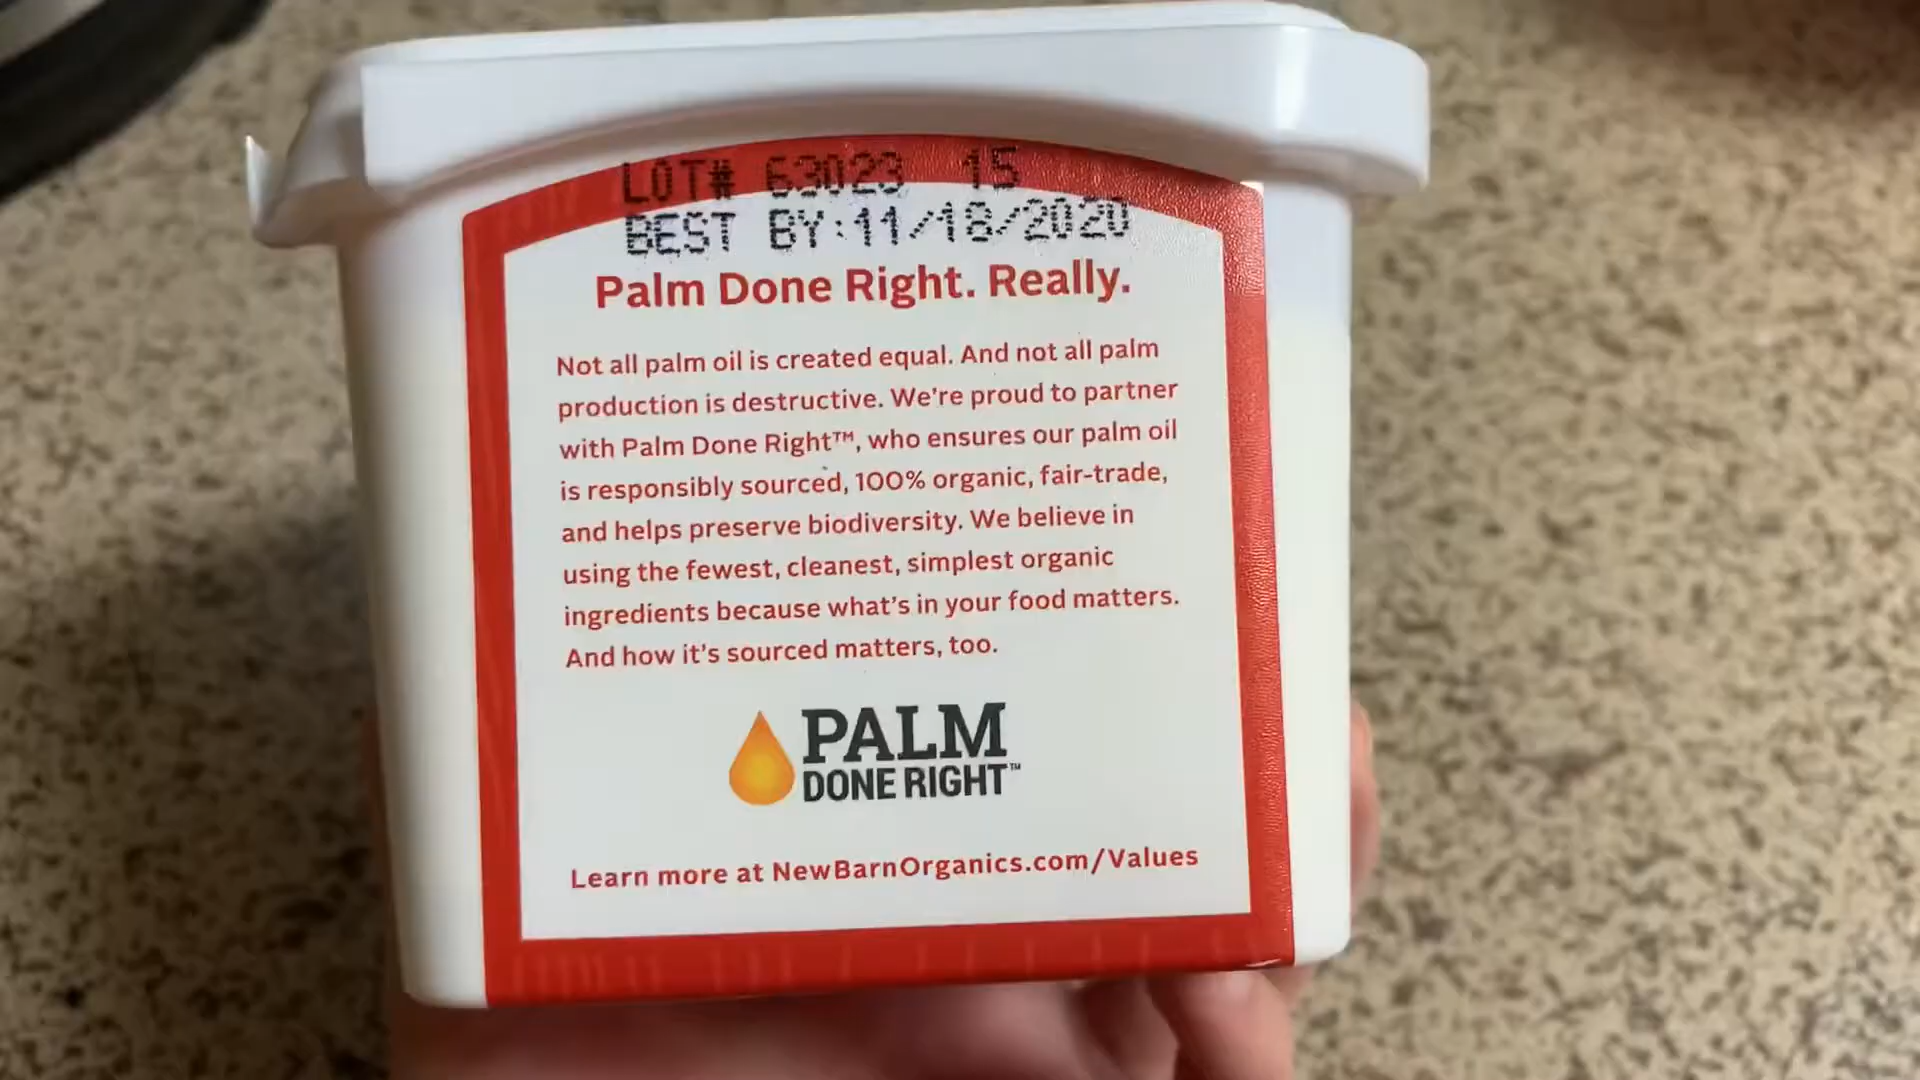 LOT# 63023 15
BEST BY:11/18/2020
Palm Done Right. Really.
Not all palm oil is created equal. And not all palm
production is destructive. We're proud to partner
with Palm Done Right™, who ensures our palm oil
is responsibly sourced, 100% organic, fair-trade,
and helps preserve biodiversity. We believe in
using the fewest, cleanest, simplest organic
ingredients because what's in your food matters.
And how it's sourced matters, too.
PALM
DONE RIGHT™
Learn more at NewBarnOrganics.com/Values